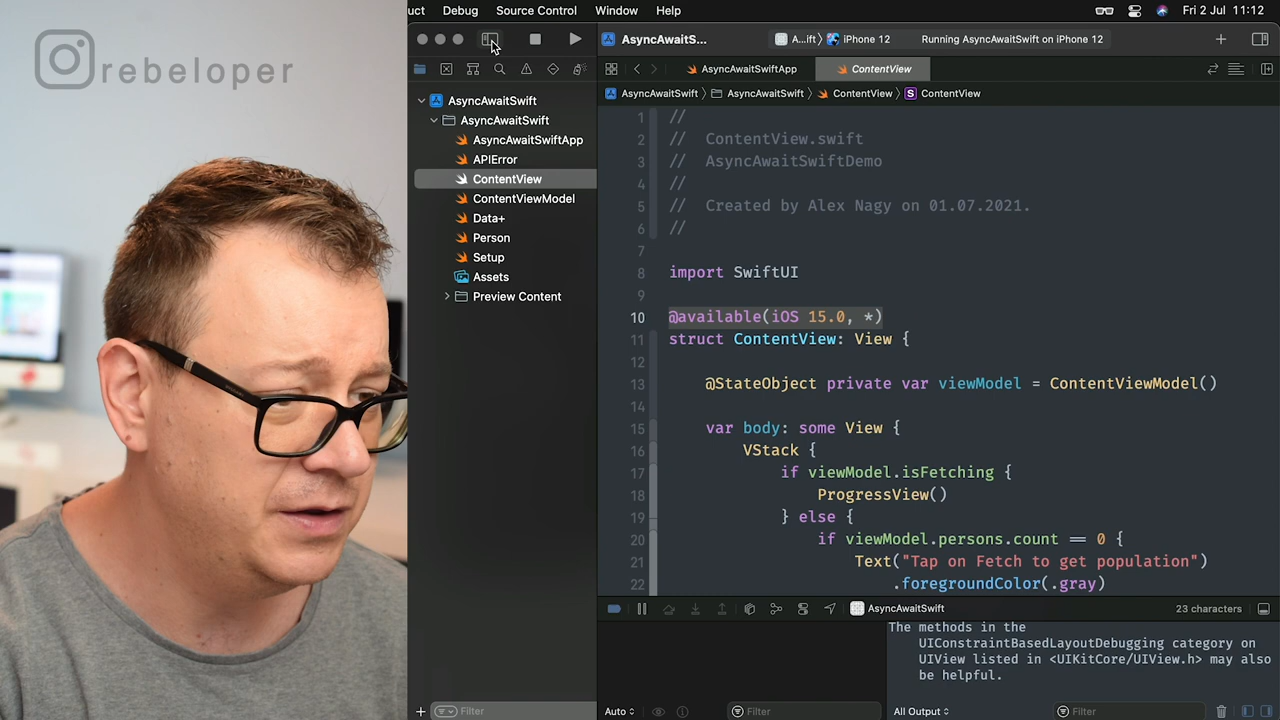 uct Debug Source Control Window Help Fri 2 Jul 11:12
rebeloper
AsyncAwaitS... A...ift⟩ iPhone 12 Running AsyncAwaitSwift on iPhone 12
AsyncAwaitSwiftApp ContentView
AsyncAwaitSwift AsyncAwaitSwift ContentView S ContentView
AsyncAwaitSwift
AsyncAwaitSwift
AsyncAwaitSwiftApp
APIError
ContentView
ContentViewModel
Data+
Person
Setup
Assets
Preview Content
1 //
2 // ContentView.swift
3 // AsyncAwaitSwiftDemo
4 //
5 // Created by Alex Nagy on 01.07.2021.
6 //
7
8 import SwiftUI
9
10 @available(iOS 15.0, *)
11 struct ContentView: View {
12
13 @StateObject private var viewModel = ContentViewModel()
14
15 var body: some View {
16 VStack {
17 if viewModel.isFetching {
18 ProgressView()
19 } else {
20 if viewModel.persons.count == 0 {
21 Text("Tap on Fetch to get population")
22 .foregroundColor(.gray)
AsyncAwaitSwift 23 characters
The methods in the
UIConstraintBasedLayoutDebugging category on
UIView listed in <UIKitCore/UIView.h> may also
be helpful.
Filter Auto Filter All Output Filter